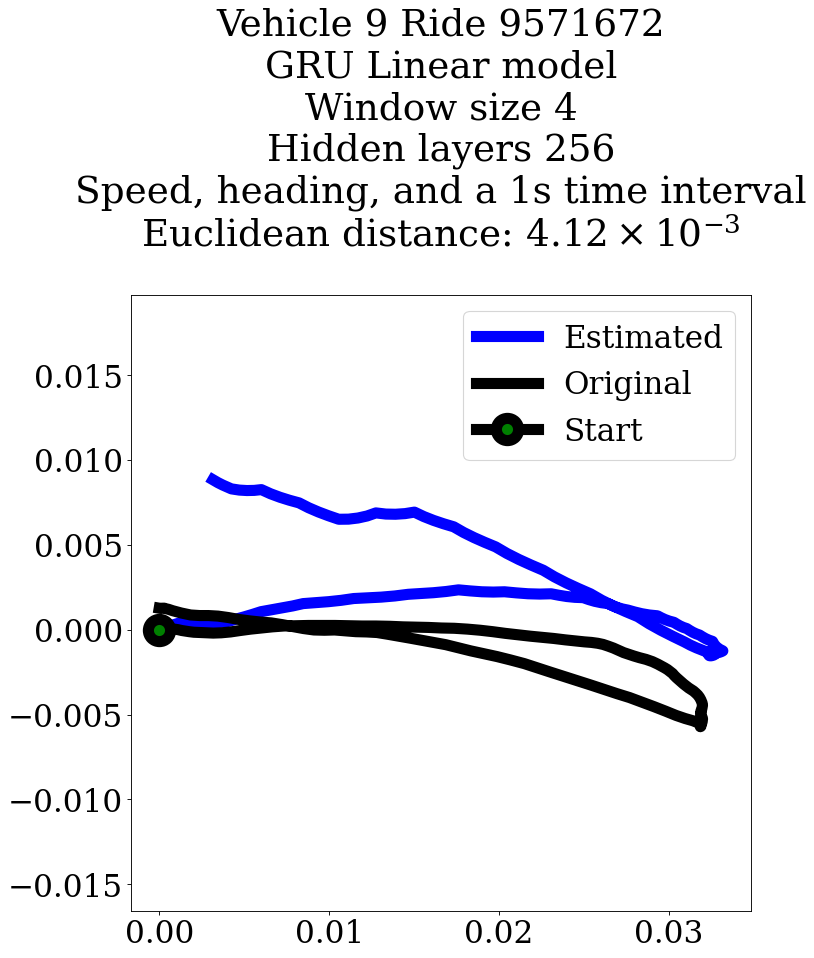 Vehicle 9 Ride 9571672
GRU Linear model
Window size 4
Hidden layers 256
Speed, heading, and a 1s time interval
Euclidean distance: 4.12 × 10⁻³
Estimated
Original
Start
0.015
0.010
0.005
0.000
−0.005
−0.010
−0.015
0.00 0.01 0.02 0.03